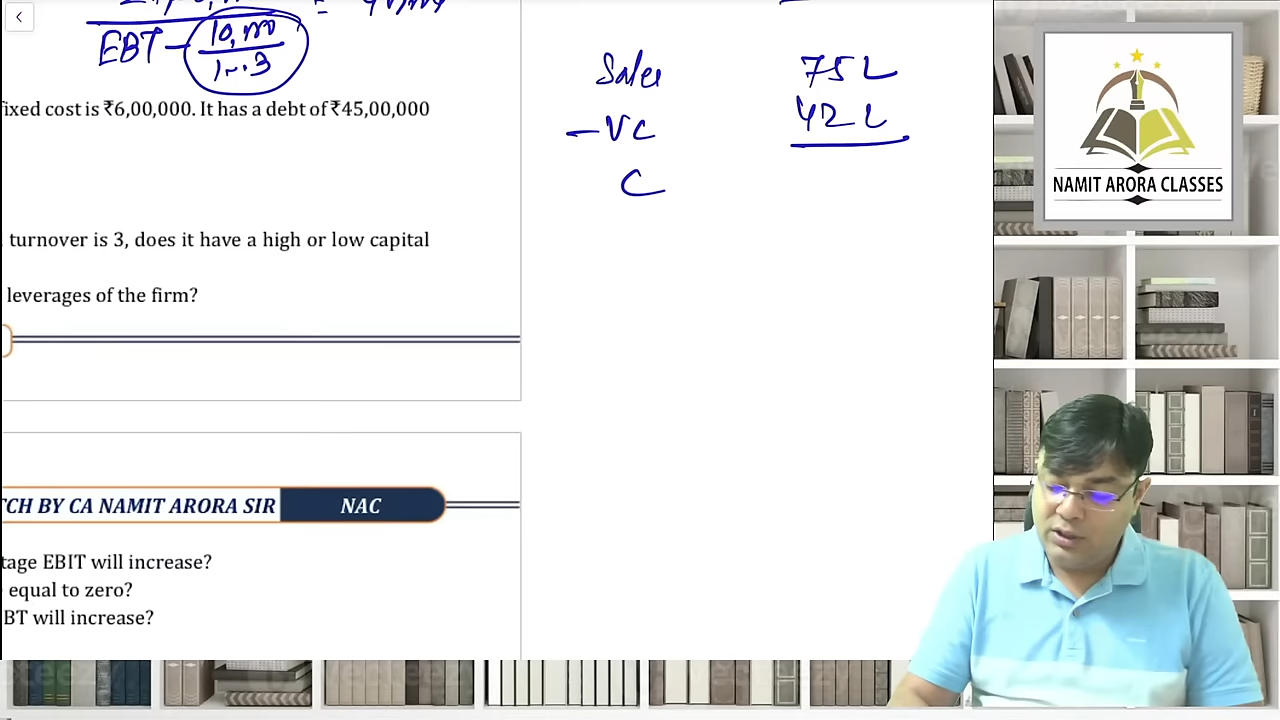 EBT - 10,000
1-.3
fixed cost is ₹6,00,000. It has a debt of ₹45,00,000
turnover is 3, does it have a high or low capital
leverages of the firm?
TCH BY CA NAMIT ARORA SIR NAC
tage EBIT will increase?
equal to zero?
BT will increase?
Sales 75 L
- VC 42 L
C
NAMIT ARORA CLASSES